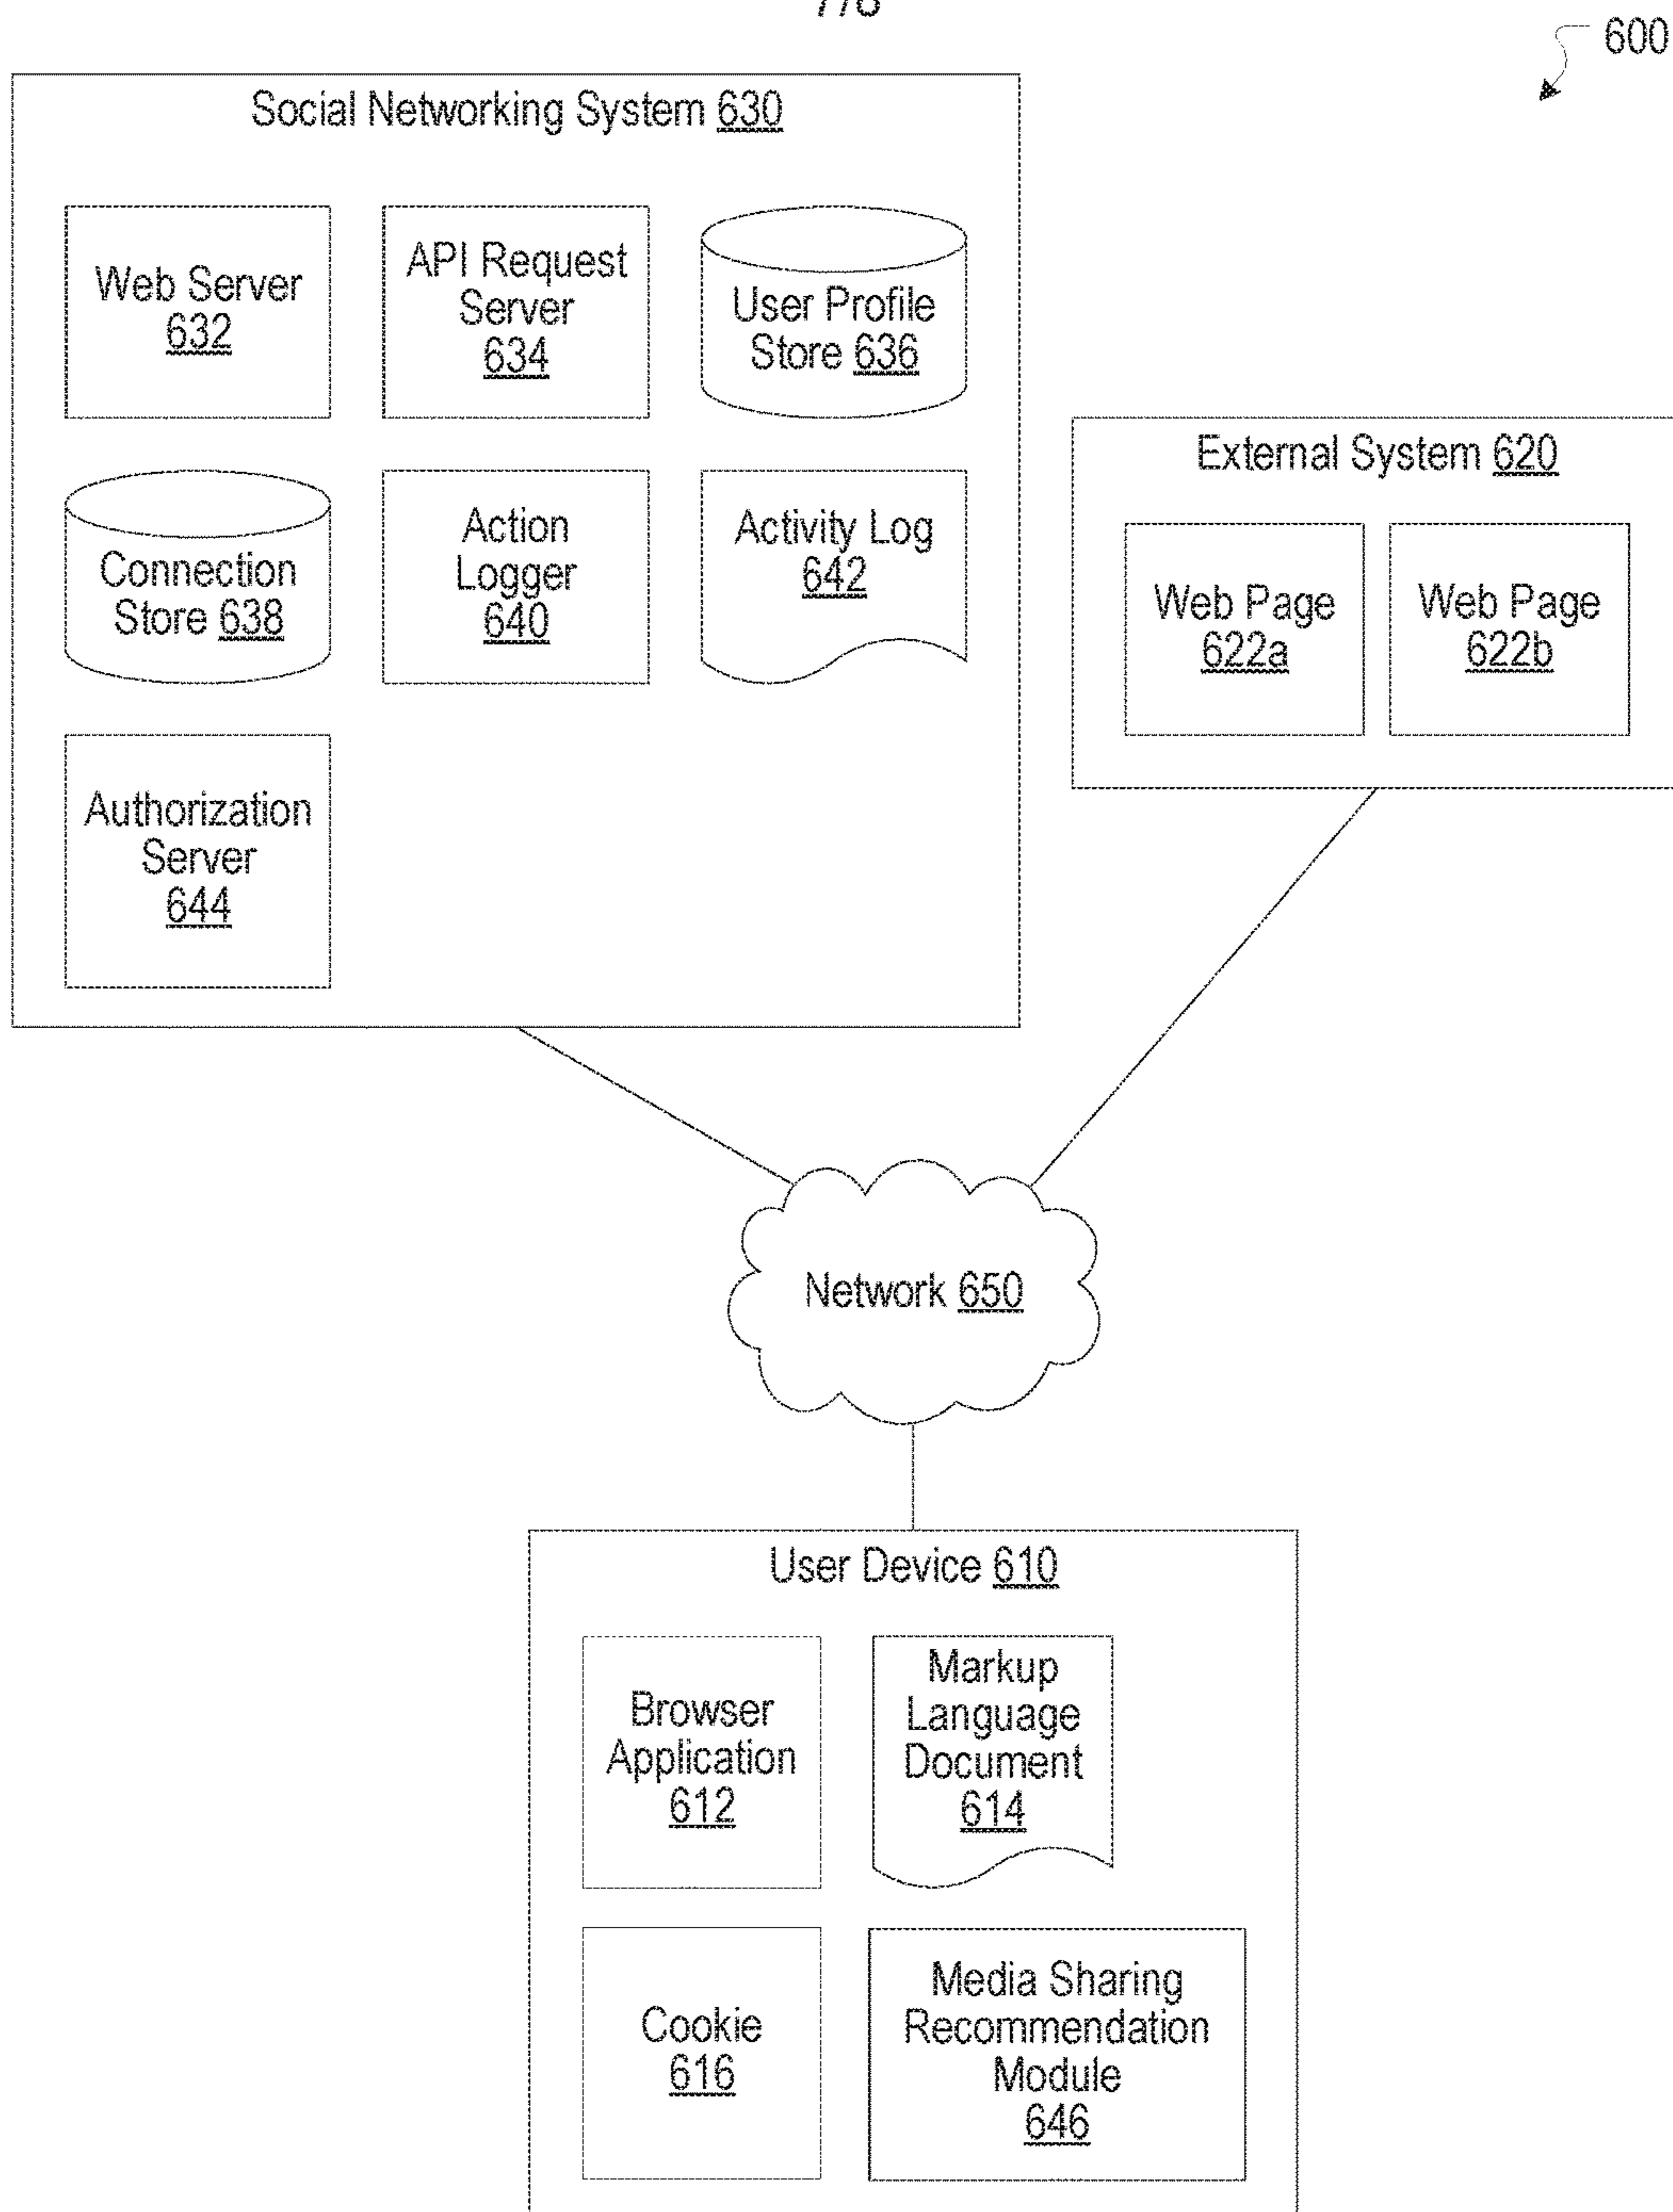 7/8
600
Social Networking System 630
Web Server
632
API Request
Server
634
User Profile
Store 636
Connection
Store 638
Action
Logger
640
Activity Log
642
Authorization
Server
644
External System 620
Web Page
622a
Web Page
622b
Network 650
User Device 610
Browser
Application
612
Markup
Language
Document
614
Cookie
616
Media Sharing
Recommendation
Module
646